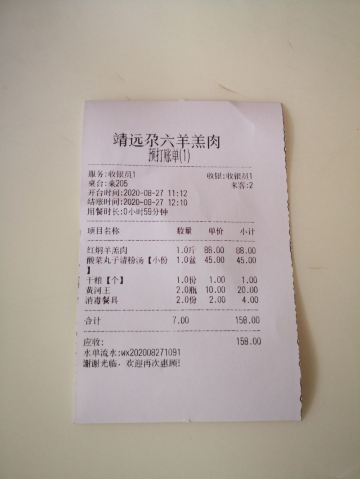 靖远尕六羊羔肉
预打账单(1)
服务:收银员1 收银:收银员1
桌台:桌205 来客:2
开台时间:2020-08-27 11:12
结账时间:2020-08-27 12:10
用餐时长:0小时59分钟
项目名称 数量 单价 小计
红焖羊羔肉 1.0斤 88.00 88.00
酸菜丸子清粉汤【小份 1.0盆 45.00 45.00
】
干粮【个】 1.0份 1.00 1.00
黄河王 2.0瓶 10.00 20.00
消毒餐具 2.0份 2.00 4.00
合计 7.00 158.00
应收: 158.00
水单流水:wx202008271091
谢谢光临，欢迎再次惠顾!